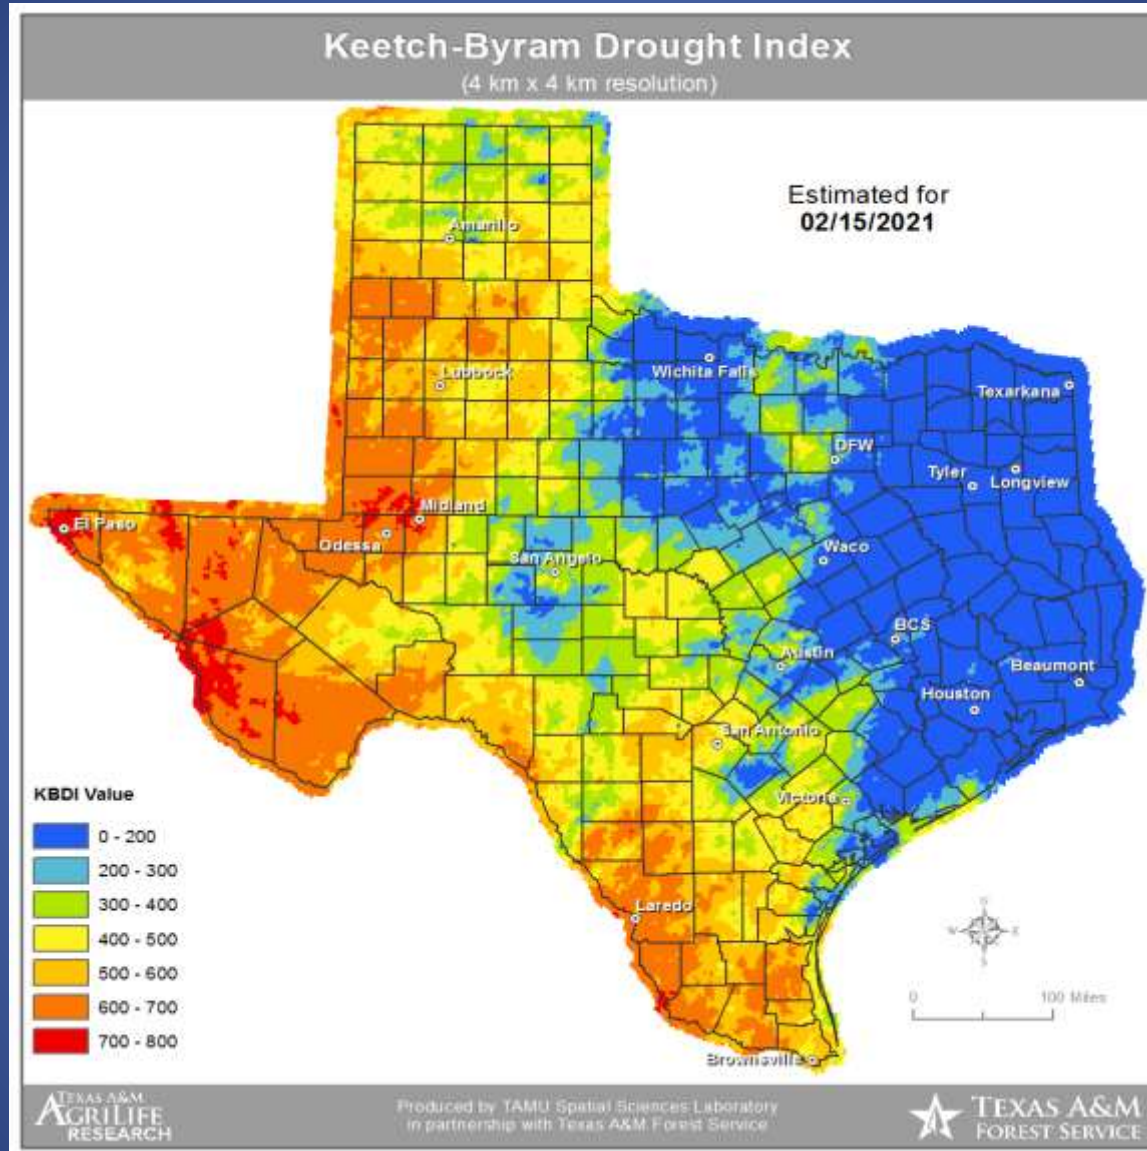 Keetch-Byram Drought Index
(4 km x 4 km resolution)
Estimated for
02/15/2021
Amarillo
Lubbock
Wichita Falls
Texarkana
DFW
Tyler
Longview
Midland
El Paso
Odessa
San Angelo
Waco
BCS
Austin
Beaumont
Houston
San Antonio
Victoria
Laredo
Brownsville
KBDI Value
0 - 200
200 - 300
300 - 400
400 - 500
500 - 600
600 - 700
700 - 800
W
E
S
0
100 Miles
TEXAS A&M
AGRILIFE
RESEARCH
Produced by TAMU Spatial Sciences Laboratory
in partnership with Texas A&M Forest Service
TEXAS A&M
FOREST SERVICE